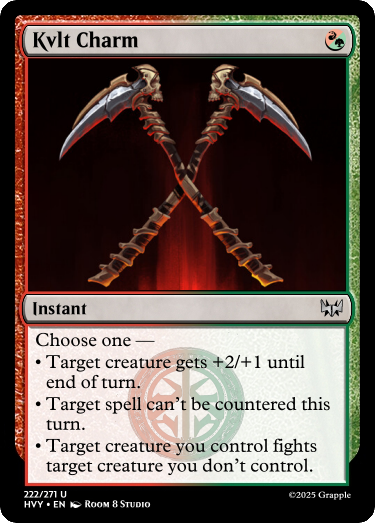 Kvlt Charm
Instant
Choose one —
• Target creature gets +2/+1 until
end of turn.
• Target spell can't be countered this
turn.
• Target creature you control fights
target creature you don't control.
222/271 U
HVY • EN Room 8 Studio
©2025 Grapple